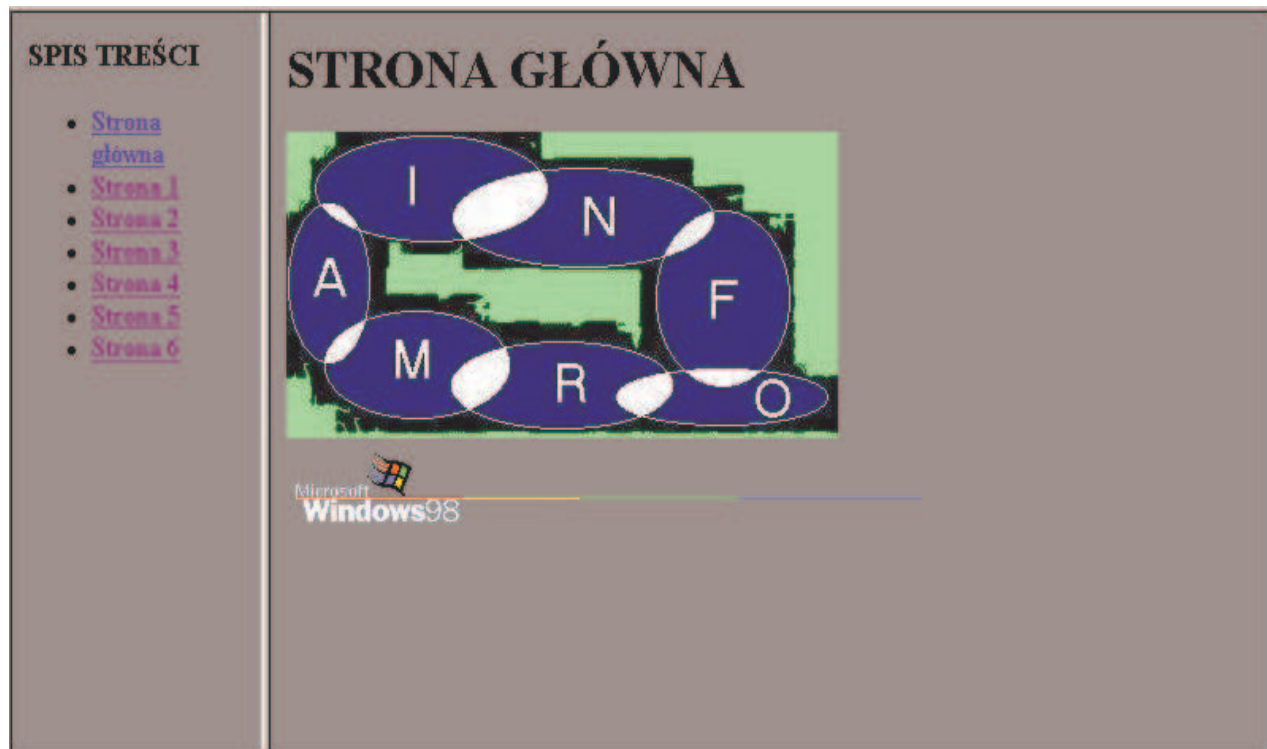 SPIS TREŚCI
Strona
główna
Strona 1
Strona 2
Strona 3
Strona 4
Strona 5
Strona 6
STRONA GŁÓWNA
I
N
F
O
R
M
A
Microsoft
Windows98